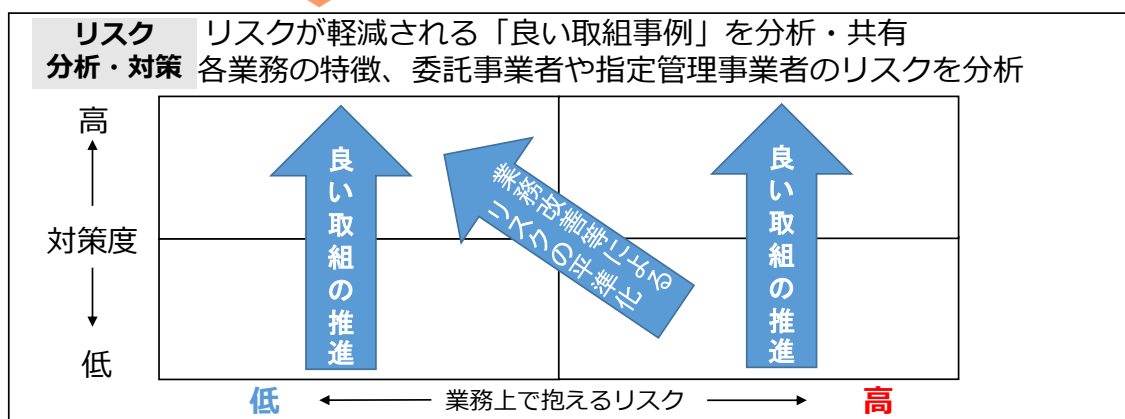 リスク
分析・対策
リスクが軽減される「良い取組事例」を分析・共有
各業務の特徴、委託事業者や指定管理事業者のリスクを分析
高
対策度
低
良い取組の推進
業務改善等による
リスクの平準化
良い取組の推進
低
業務上で抱えるリスク
高